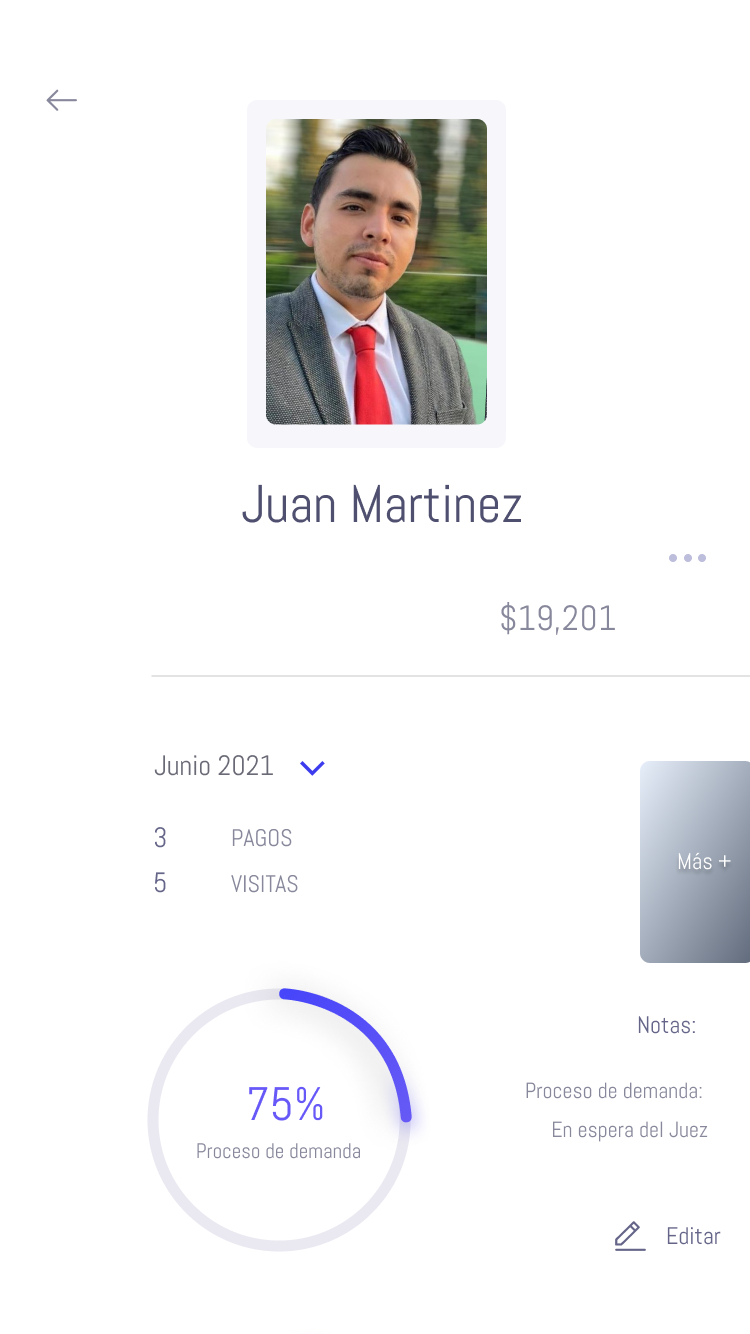 Juan Martinez
$19,201
Junio 2021
3 PAGOS
5 VISITAS
Más +
75%
Proceso de demanda
Notas:
Proceso de demanda:
En espera del Juez
Editar